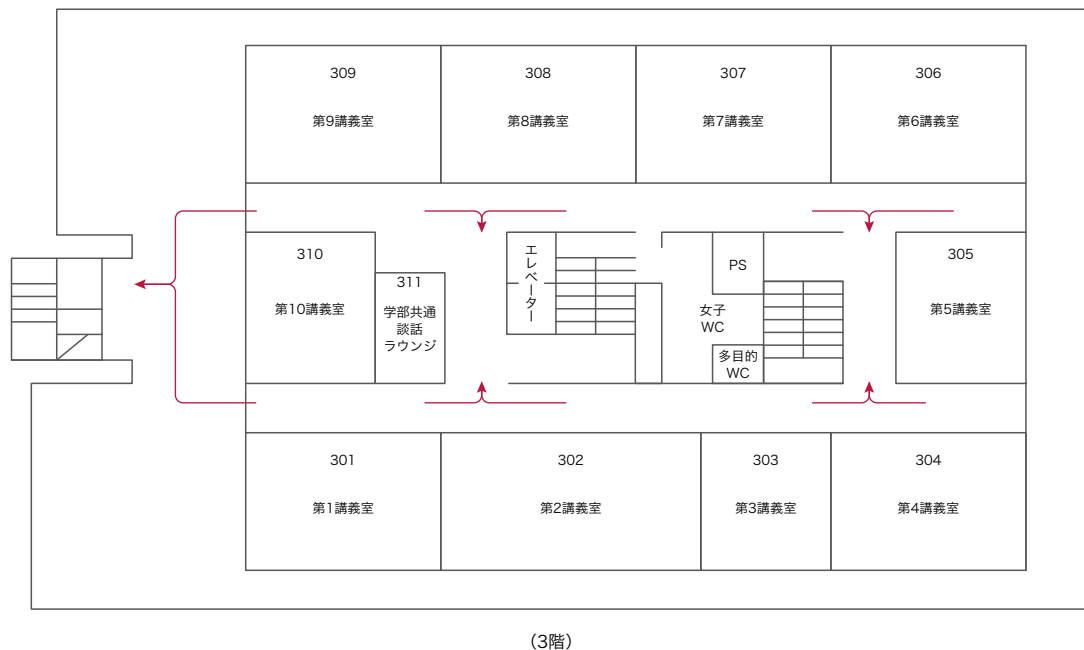 309
第9講義室
308
第8講義室
307
第7講義室
306
第6講義室
310
第10講義室
311
学部共通
談話
ラウンジ
エレベーター
PS
女子
WC
多目的
WC
305
第5講義室
301
第1講義室
302
第2講義室
303
第3講義室
304
第4講義室
（3階）